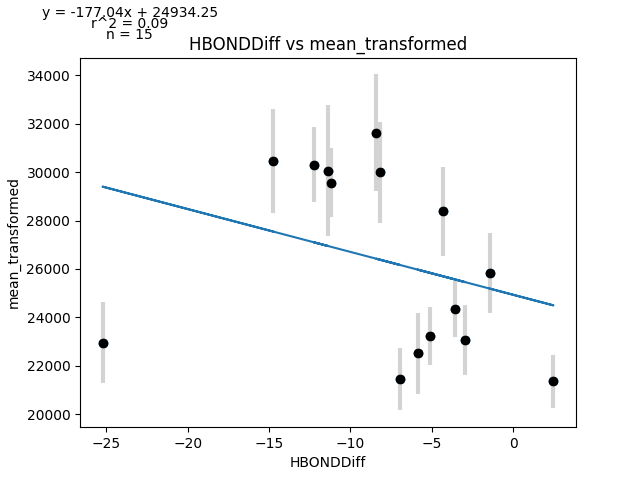 y = -177.04x + 24934.25
r^2 = 0.09
n = 15
HBONDDiff vs mean_transformed
34000
32000
30000
28000
26000
24000
22000
20000
mean_transformed
−25
−20
−15
−10
−5
0
HBONDDiff